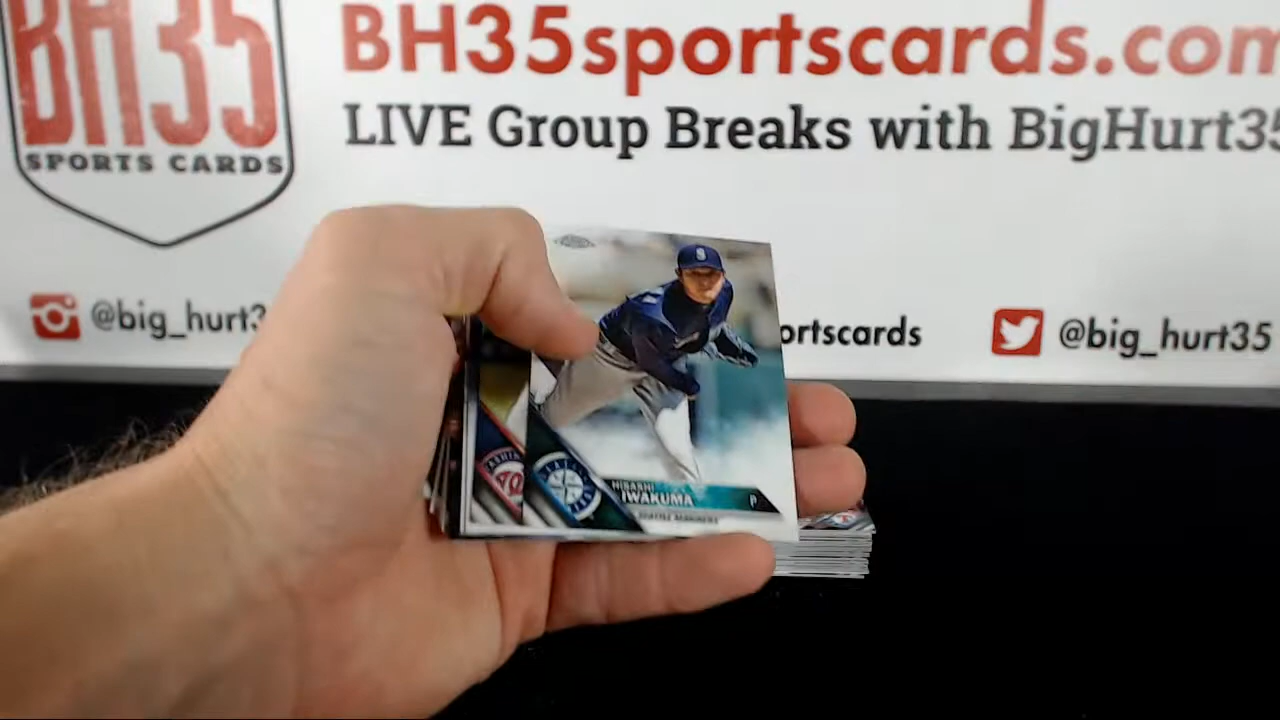 BH35
SPORTS CARDS
BH35sportscards.com
LIVE Group Breaks with BigHurt35
@big_hurt3
ortscards
@big_hurt35
S
HISASHI
IWAKUMA
P
SEATTLE MARINERS